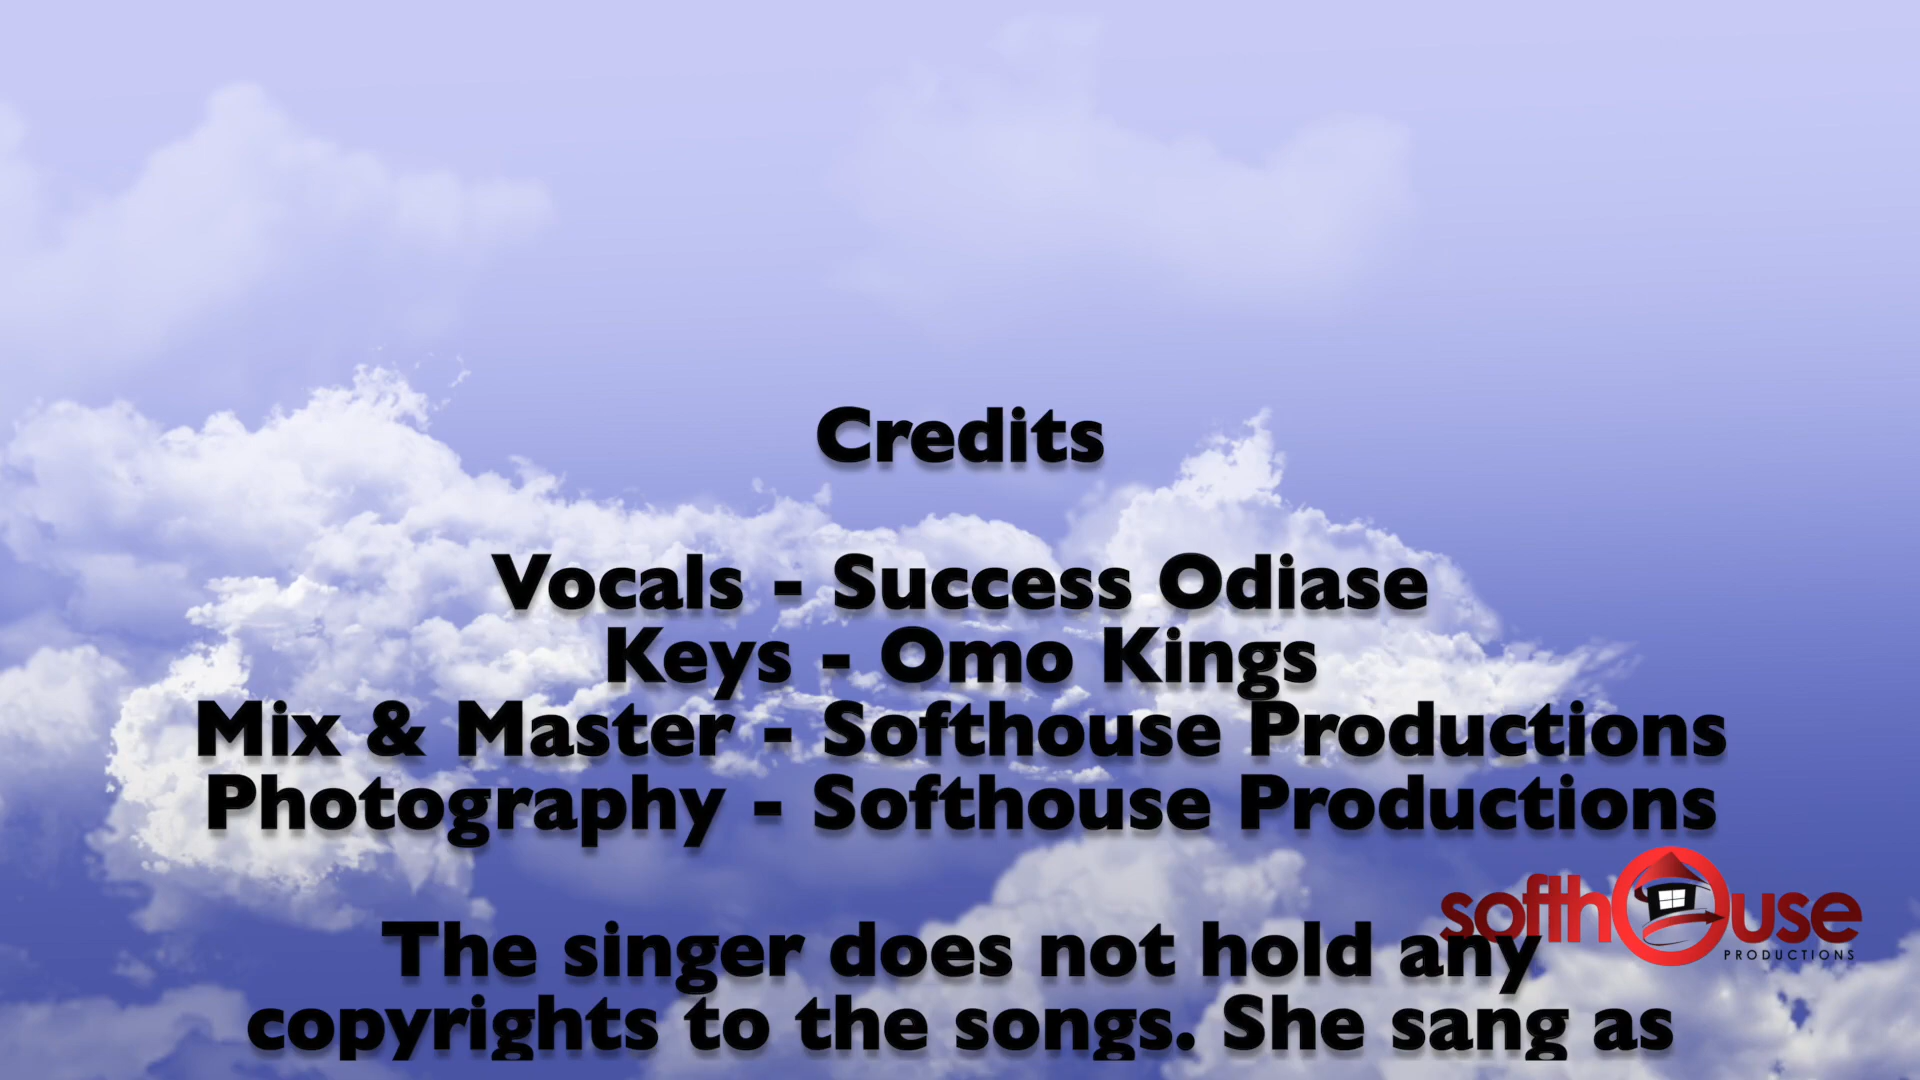 Credits
Vocals - Success Odiase
Keys - Omo Kings
Mix & Master - Softhouse Productions
Photography - Softhouse Productions
The singer does not hold any
copyrights to the songs. She sang as
softhouse
PRODUCTIONS